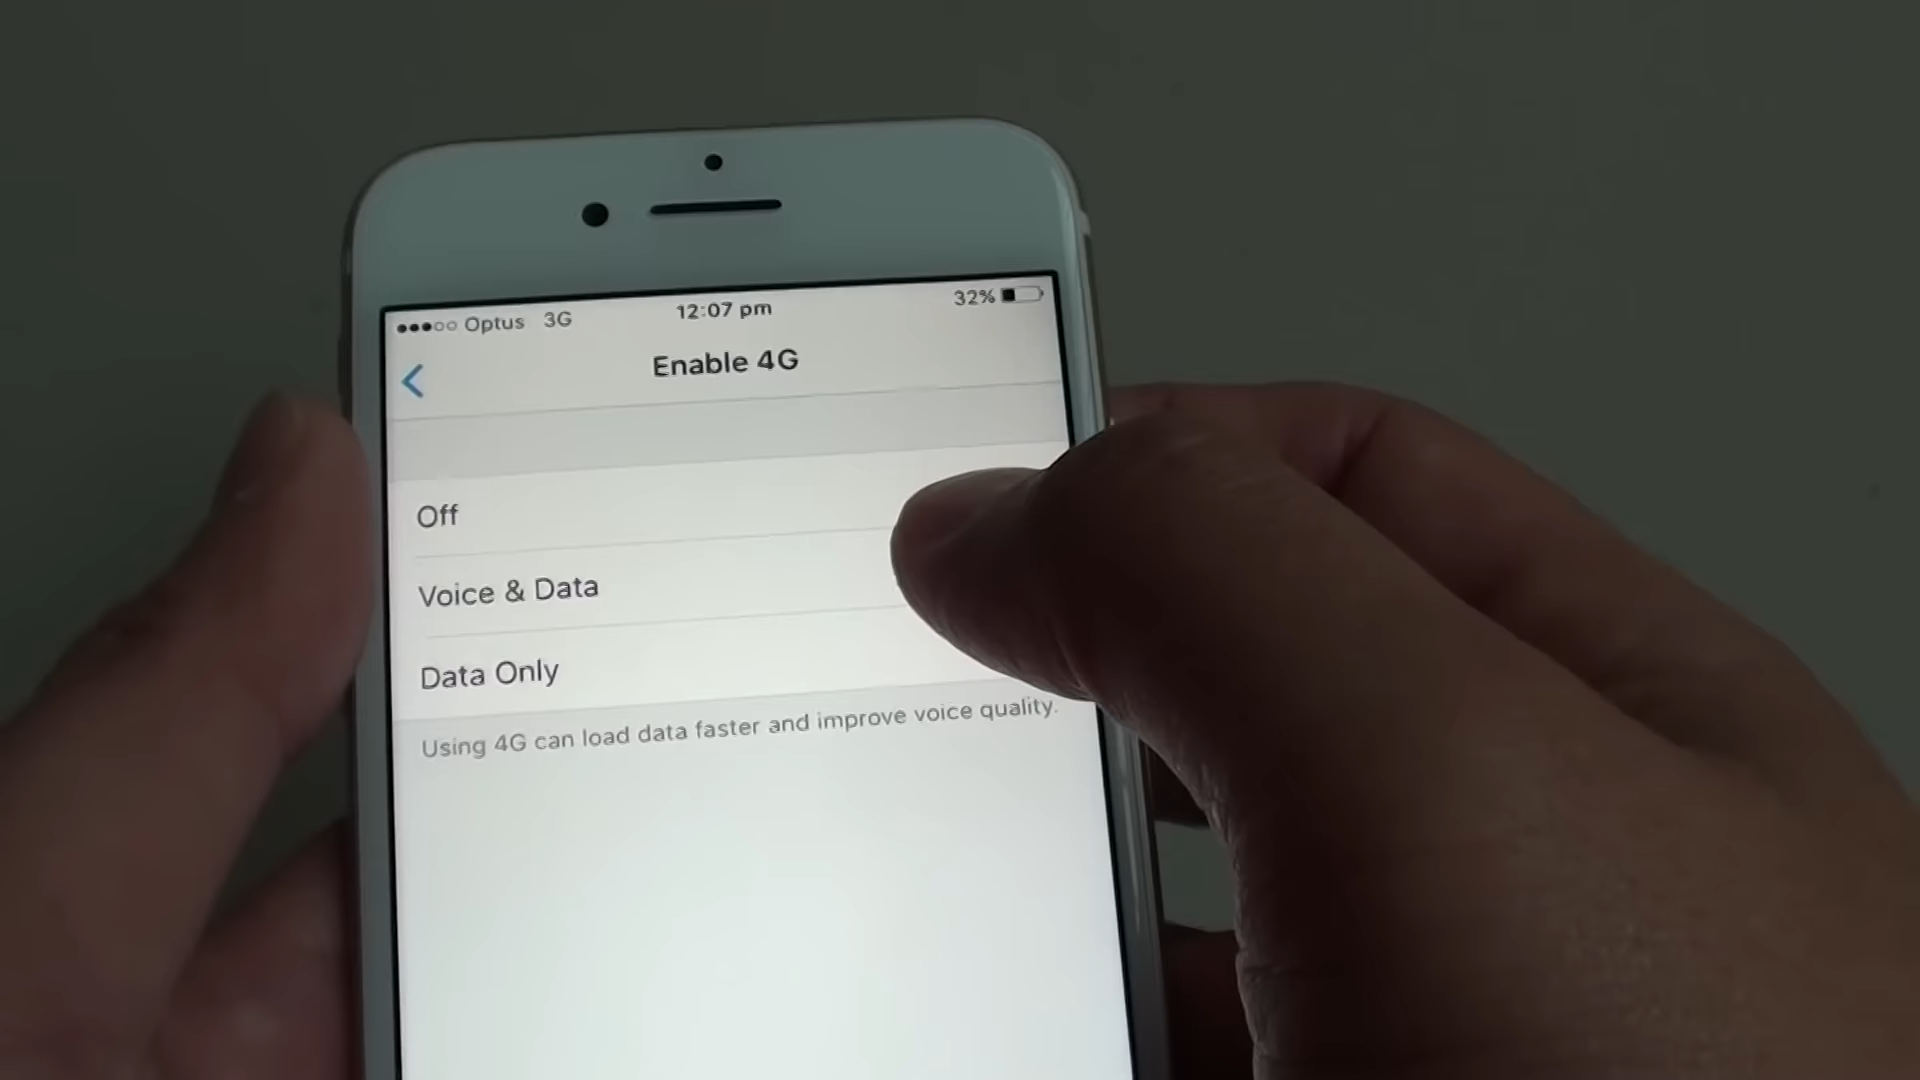 Optus 3G 12:07 pm 32%
Enable 4G
Off
Voice & Data
Data Only
Using 4G can load data faster and improve voice quality.